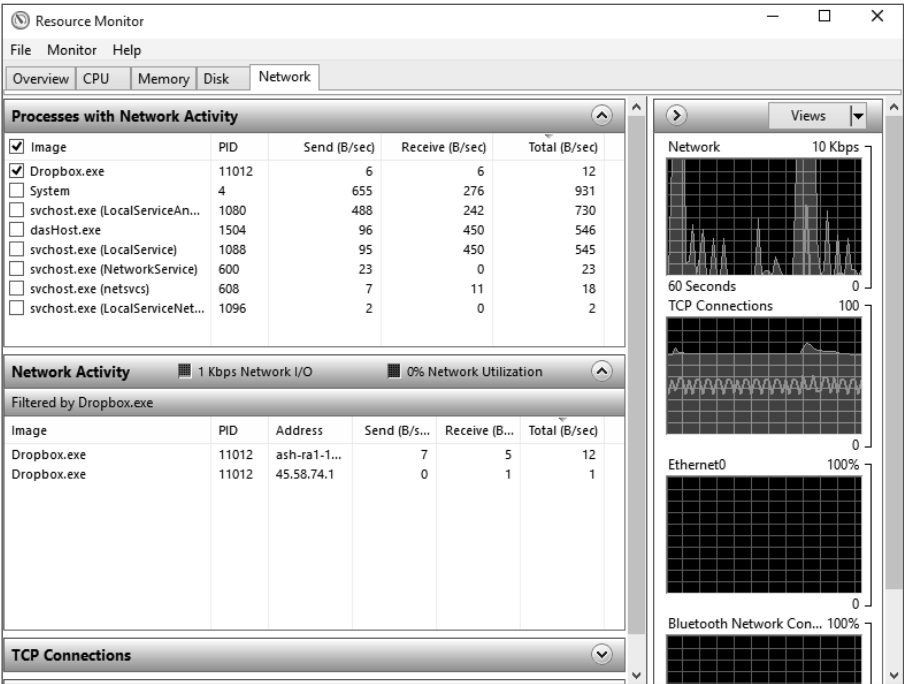 Resource Monitor
File Monitor Help
Overview CPU Memory Disk Network
Processes with Network Activity
Image PID Send (B/sec) Receive (B/sec) Total (B/sec)
Dropbox.exe 11012 6 6 12
System 4 655 276 931
svchost.exe (LocalServiceAn... 1080 488 242 730
dasHost.exe 1504 96 450 546
svchost.exe (LocalService) 1088 95 450 545
svchost.exe (NetworkService) 600 23 0 23
svchost.exe (netsvcs) 608 7 11 18
svchost.exe (LocalServiceNet... 1096 2 0 2
Network Activity 1 Kbps Network I/O 0% Network Utilization
Filtered by Dropbox.exe
Image PID Address Send (B/s... Receive (B... Total (B/sec)
Dropbox.exe 11012 ash-ra1-1... 7 5 12
Dropbox.exe 11012 45.58.74.1 0 1 1
TCP Connections
Views
Network 10 Kbps
60 Seconds 0
TCP Connections 100
0
Ethernet0 100%
0
Bluetooth Network Con... 100%